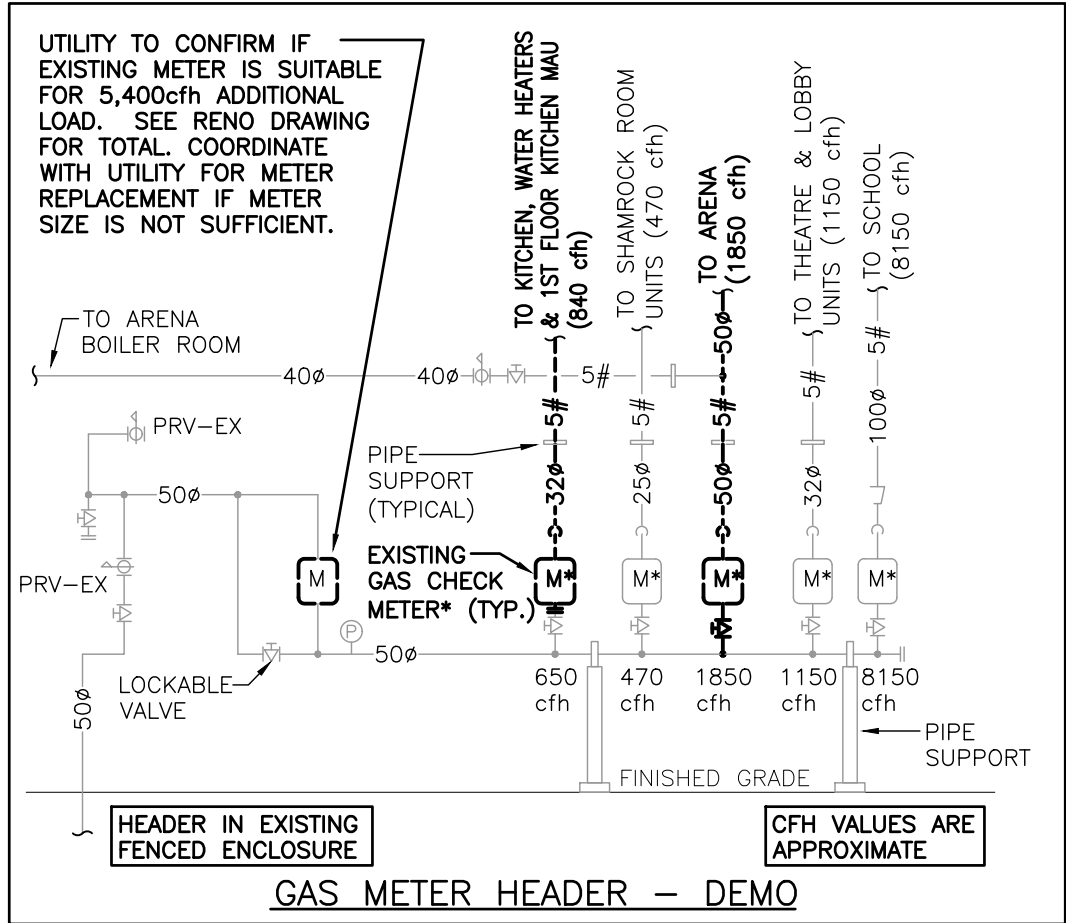 UTILITY TO CONFIRM IF
EXISTING METER IS SUITABLE
FOR 5,400cfh ADDITIONAL
LOAD. SEE RENO DRAWING
FOR TOTAL. COORDINATE
WITH UTILITY FOR METER
REPLACEMENT IF METER
SIZE IS NOT SUFFICIENT.
TO KITCHEN, WATER HEATERS
& 1ST FLOOR KITCHEN MAU
(840 cfh)
TO SHAMROCK ROOM
UNITS (470 cfh)
TO ARENA
(1850 cfh)
TO THEATRE & LOBBY
UNITS (1150 cfh)
TO SCHOOL
(8150 cfh)
TO ARENA
BOILER ROOM
40ø
40ø
5#
50ø
5#
5#
5#
5#
5#
100ø
PRV-EX
PIPE
SUPPORT
(TYPICAL)
50ø
32ø
25ø
50ø
32ø
PRV-EX
M
EXISTING
GAS CHECK
METER* (TYP.)
M*
M*
M*
M*
M*
P
50ø
50ø
LOCKABLE
VALVE
650
cfh
470
cfh
1850
cfh
1150
cfh
8150
cfh
PIPE
SUPPORT
FINISHED GRADE
HEADER IN EXISTING
FENCED ENCLOSURE
CFH VALUES ARE
APPROXIMATE
GAS METER HEADER – DEMO